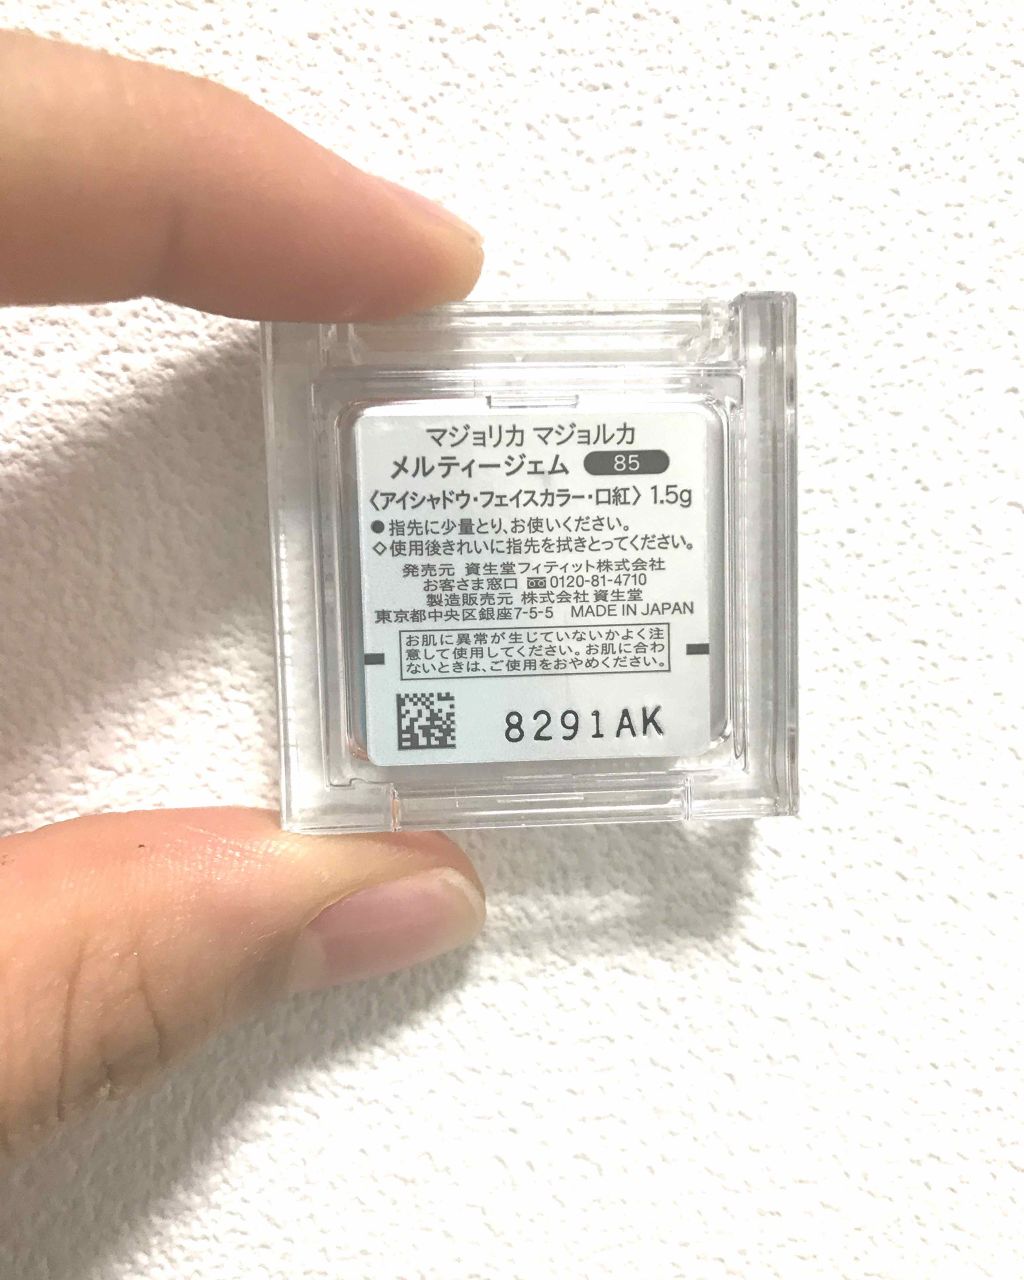 マジョリカ マジョルカ
メルティージェム 85
〈アイシャドウ・フェイスカラー・口紅〉 1.5g
●指先に少量とり、お使いください。
◇使用後きれいに指先を拭きとってください。
発売元 資生堂フィティット株式会社
お客さま窓口 0120-81-4710
製造販売元 株式会社 資生堂
東京都中央区銀座7-5-5 MADE IN JAPAN
お肌に異常が生じていないかよく注
意して使用してください。お肌に合わ
ないときは、ご使用をおやめください。
8291AK